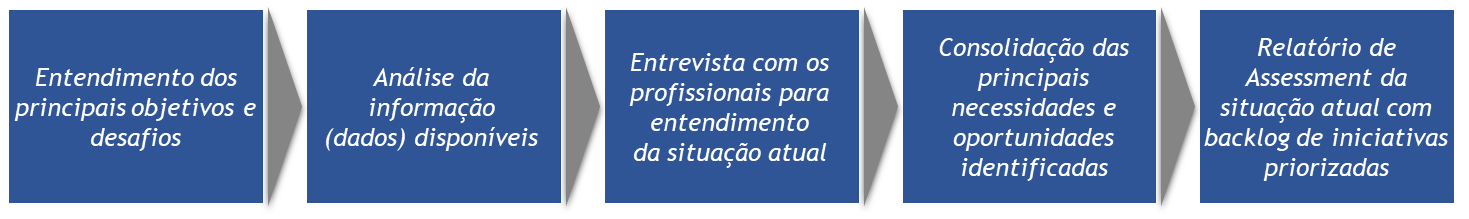 Entendimento dos
principais objetivos e
desafios
Análise da
informação
(dados) disponíveis
Entrevista com os
profissionais para
entendimento
da situação atual
Consolidação das
principais
necessidades e
oportunidades
identificadas
Relatório de
Assessment da
situação atual com
backlog de iniciativas
priorizadas